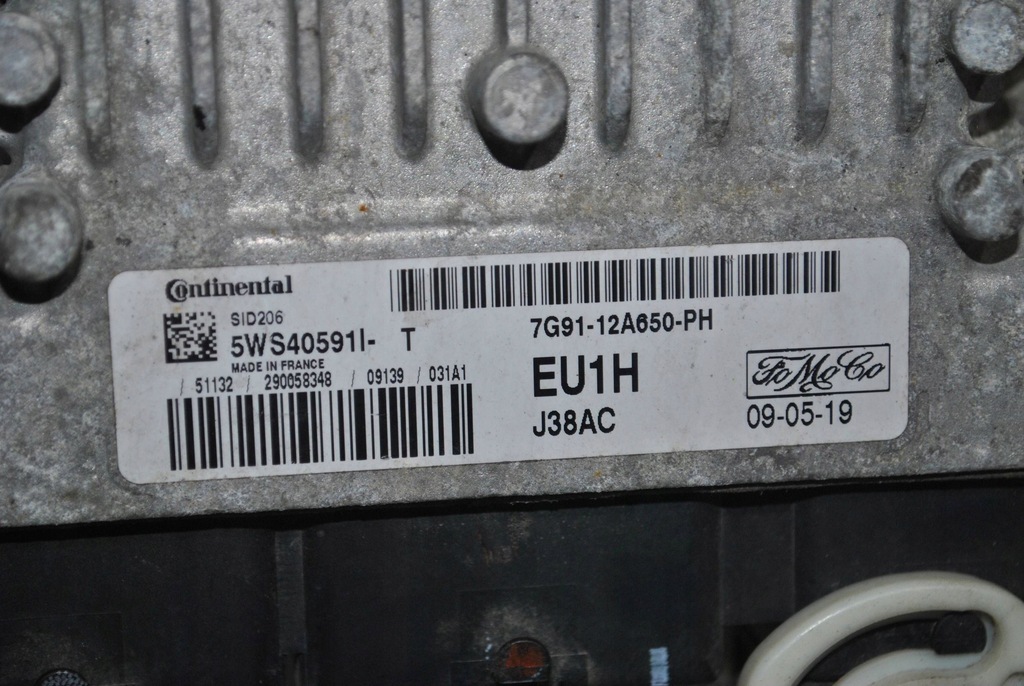 Continental
SID206
5WS40591I- T
MADE IN FRANCE
/ 51132 / 290058348 / 09139 / 031A1
7G91-12A650-PH
EU1H
J38AC
FoMoCo
09-05-19